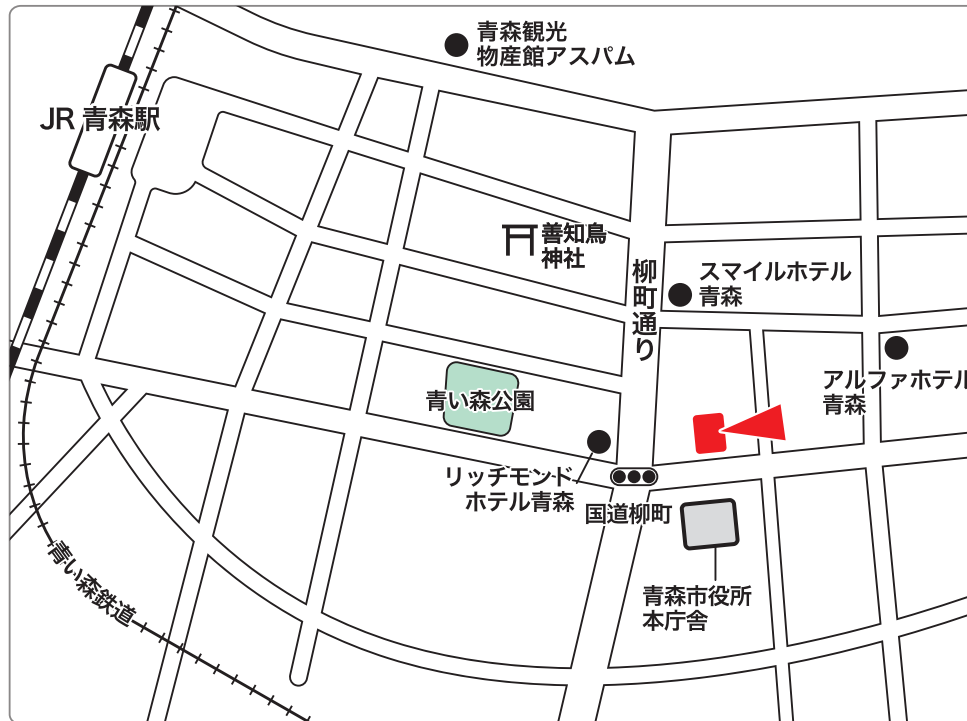 青森観光
物産館アスパム
JR 青森駅
善知鳥
神社
柳町通り
スマイルホテル
青森
アルファホテル
青森
青い森公園
リッチモンド
ホテル青森
国道柳町
青い森鉄道
青森市役所
本庁舎